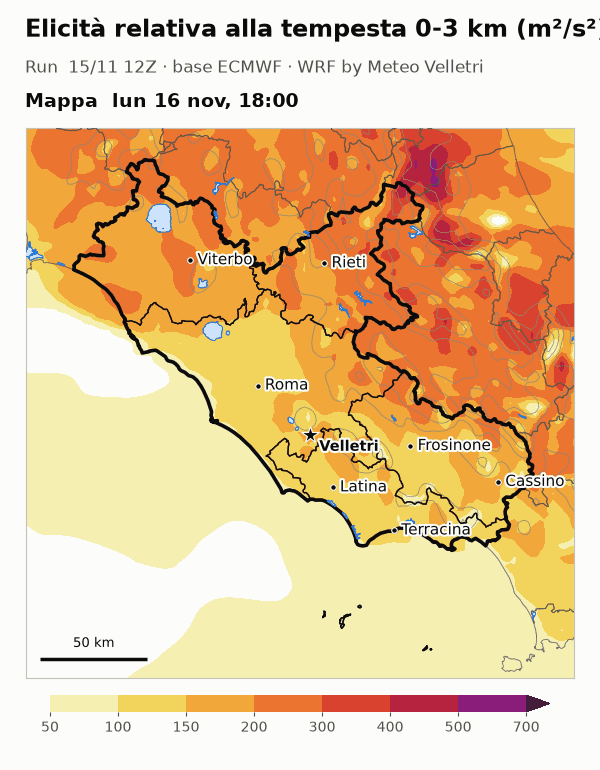 Elicità relativa alla tempesta 0-3 km (m²/s²)
Run 15/11 12Z · base ECMWF · WRF by Meteo Velletri
Mappa lun 16 nov, 18:00
Viterbo
Rieti
Roma
Velletri
Frosinone
Latina
Cassino
Terracina
50 km
50 100 150 200 300 400 500 700